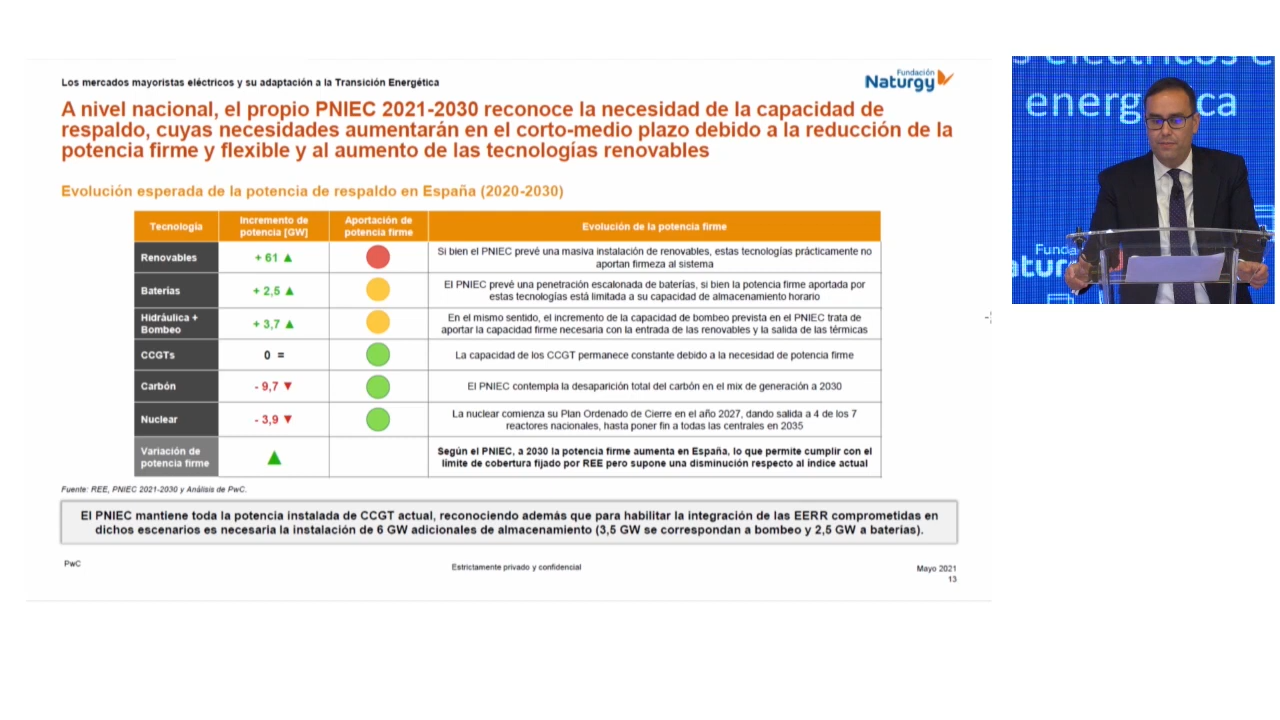 Los mercados mayoristas eléctricos y su adaptación a la Transición Energética
Fundación
Naturgy
A nivel nacional, el propio PNIEC 2021-2030 reconoce la necesidad de la capacidad de
respaldo, cuyas necesidades aumentarán en el corto-medio plazo debido a la reducción de la
potencia firme y flexible y al aumento de las tecnologías renovables
Evolución esperada de la potencia de respaldo en España (2020-2030)
Tecnología
Incremento de
potencia [GW]
Aportación de
potencia firme
Evolución de la potencia firme
Renovables
+ 61 ▲
Si bien el PNIEC prevé una masiva instalación de renovables, estas tecnologías prácticamente no
aportan firmeza al sistema
Baterías
+ 2,5 ▲
El PNIEC prevé una penetración escalonada de baterías, si bien la potencia firme aportada por
estas tecnologías está limitada a su capacidad de almacenamiento horario
Hidráulica +
Bombeo
+ 3,7 ▲
En el mismo sentido, el incremento de la capacidad de bombeo prevista en el PNIEC trata de
aportar la capacidad firme necesaria con la entrada de las renovables y la salida de las térmicas
CCGTs
0 =
La capacidad de los CCGT permanece constante debido a la necesidad de potencia firme
Carbón
- 9,7 ▼
El PNIEC contempla la desaparición total del carbón en el mix de generación a 2030
Nuclear
- 3,9 ▼
La nuclear comienza su Plan Ordenado de Cierre en el año 2027, dando salida a 4 de los 7
reactores nacionales, hasta poner fin a todas las centrales en 2035
Variación de
potencia firme
▲
Según el PNIEC, a 2030 la potencia firme aumenta en España, lo que permite cumplir con el
límite de cobertura fijado por REE pero supone una disminución respecto al índice actual
Fuente: REE, PNIEC 2021-2030 y Análisis de PwC.
El PNIEC mantiene toda la potencia instalada de CCGT actual, reconociendo además que para habilitar la integración de las EERR comprometidas en
dichos escenarios es necesaria la instalación de 6 GW adicionales de almacenamiento (3,5 GW se correspondan a bombeo y 2,5 GW a baterías).
PwC
Estrictamente privado y confidencial
Mayo 2021
13
s eléctricos e
energ ica
Funda
atur